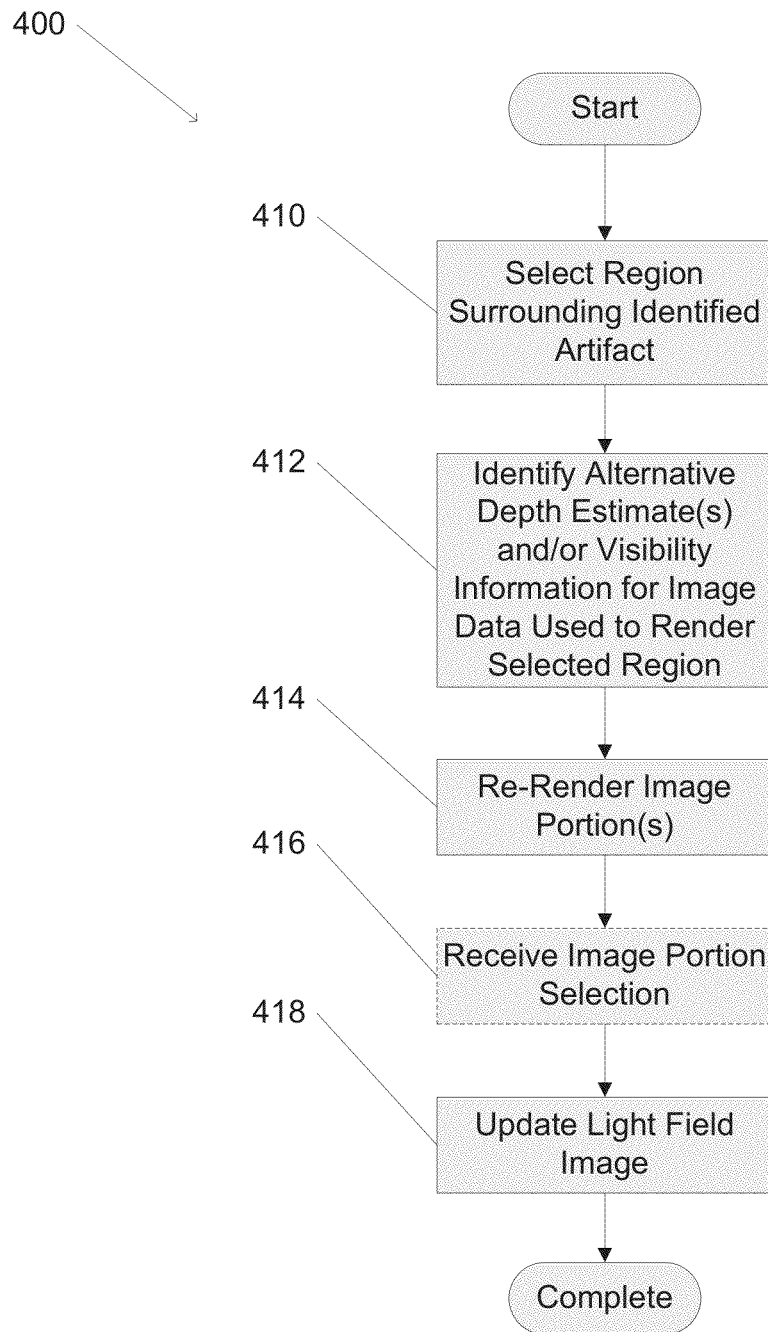 400
Start
410
Select Region
Surrounding Identified
Artifact
412
Identify Alternative
Depth Estimate(s)
and/or Visibility
Information for Image
Data Used to Render
Selected Region
414
Re-Render Image
Portion(s)
416
Receive Image Portion
Selection
418
Update Light Field
Image
Complete